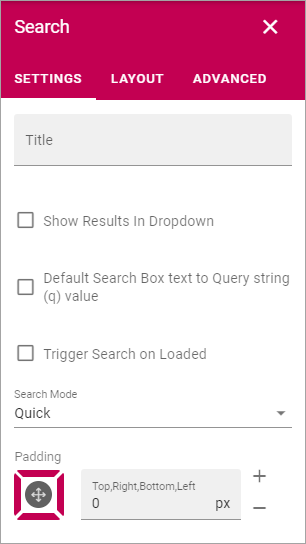 Search
SETTINGS
LAYOUT
ADVANCED
Title
Show Results In Dropdown
Default Search Box text to Query string
(q) value
Trigger Search on Loaded
Search Mode
Quick
Padding
Top,Right,Bottom,Left
0 px